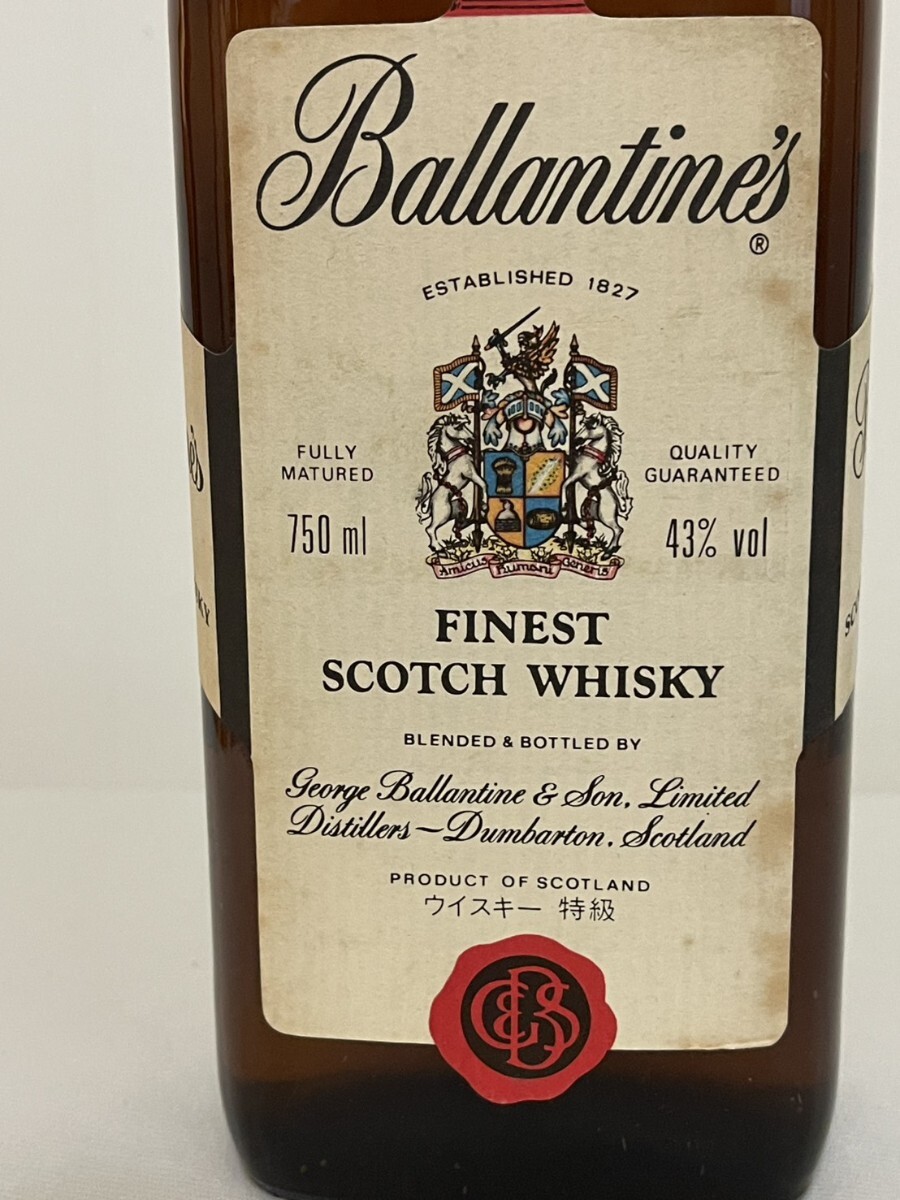 Ballantine's
®
ESTABLISHED 1827
FULLY
MATURED
750 ml
QUALITY
GUARANTEED
43% vol
Amicus Humani Generis
FINEST
SCOTCH WHISKY
BLENDED & BOTTLED BY
George Ballantine & Son, Limited
Distillers—Dumbarton, Scotland
PRODUCT OF SCOTLAND
ウイスキー 特級